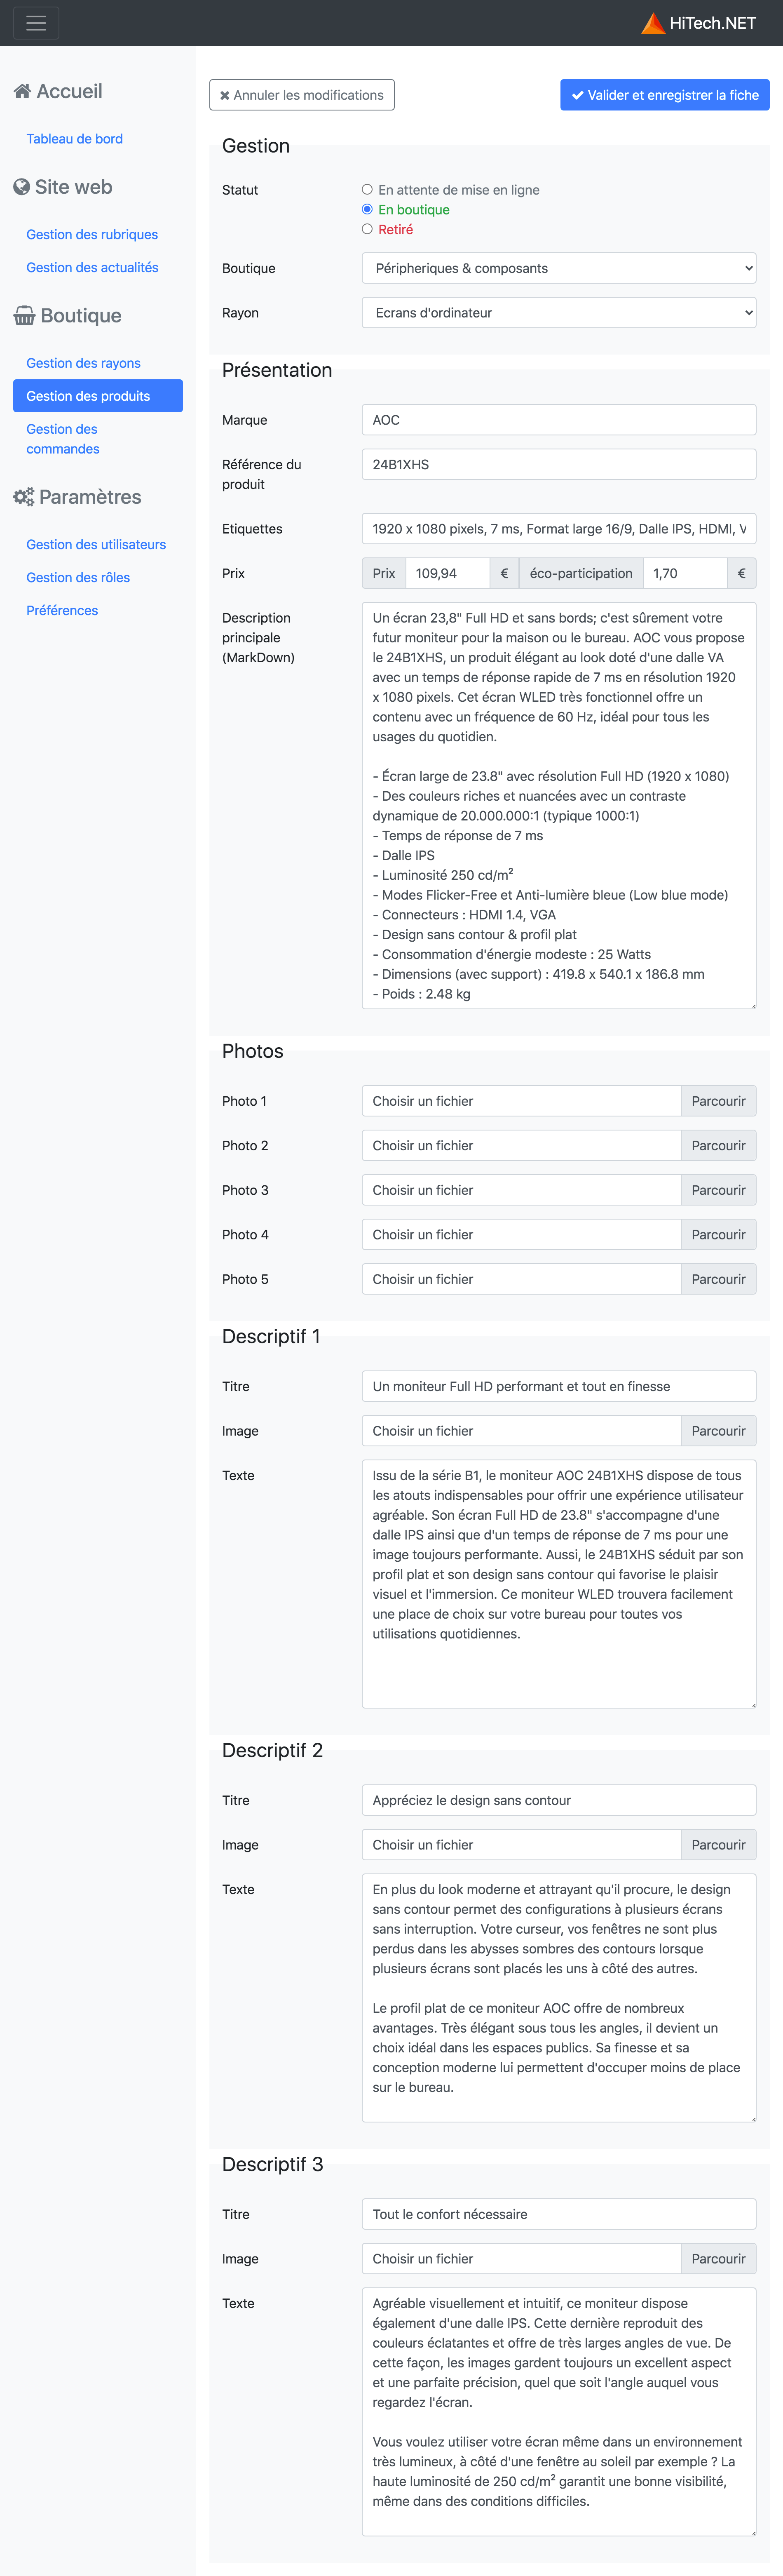 HiTech.NET
Accueil
Tableau de bord
Site web
Gestion des rubriques
Gestion des actualités
Boutique
Gestion des rayons
Gestion des produits
Gestion des
commandes
Paramètres
Gestion des utilisateurs
Gestion des rôles
Préférences
Annuler les modifications
Valider et enregistrer la fiche
Gestion
Statut
En attente de mise en ligne
En boutique
Retiré
Boutique
Péripheriques & composants
Rayon
Ecrans d'ordinateur
Présentation
Marque
AOC
Référence du
produit
24B1XHS
Etiquettes
1920 x 1080 pixels, 7 ms, Format large 16/9, Dalle IPS, HDMI, V
Prix
Prix 109,94 € éco-participation 1,70 €
Description
principale
(MarkDown)
Un écran 23,8" Full HD et sans bords; c'est sûrement votre
futur moniteur pour la maison ou le bureau. AOC vous propose
le 24B1XHS, un produit élégant au look doté d'une dalle VA
avec un temps de réponse rapide de 7 ms en résolution 1920
x 1080 pixels. Cet écran WLED très fonctionnel offre un
contenu avec un fréquence de 60 Hz, idéal pour tous les
usages du quotidien.
- Écran large de 23.8" avec résolution Full HD (1920 x 1080)
- Des couleurs riches et nuancées avec un contraste
dynamique de 20.000.000:1 (typique 1000:1)
- Temps de réponse de 7 ms
- Dalle IPS
- Luminosité 250 cd/m²
- Modes Flicker-Free et Anti-lumière bleue (Low blue mode)
- Connecteurs : HDMI 1.4, VGA
- Design sans contour & profil plat
- Consommation d'énergie modeste : 25 Watts
- Dimensions (avec support) : 419.8 x 540.1 x 186.8 mm
- Poids : 2.48 kg
Photos
Photo 1
Choisir un fichier Parcourir
Photo 2
Choisir un fichier Parcourir
Photo 3
Choisir un fichier Parcourir
Photo 4
Choisir un fichier Parcourir
Photo 5
Choisir un fichier Parcourir
Descriptif 1
Titre
Un moniteur Full HD performant et tout en finesse
Image
Choisir un fichier Parcourir
Texte
Issu de la série B1, le moniteur AOC 24B1XHS dispose de tous
les atouts indispensables pour offrir une expérience utilisateur
agréable. Son écran Full HD de 23.8" s'accompagne d'une
dalle IPS ainsi que d'un temps de réponse de 7 ms pour une
image toujours performante. Aussi, le 24B1XHS séduit par son
profil plat et son design sans contour qui favorise le plaisir
visuel et l'immersion. Ce moniteur WLED trouvera facilement
une place de choix sur votre bureau pour toutes vos
utilisations quotidiennes.
Descriptif 2
Titre
Appréciez le design sans contour
Image
Choisir un fichier Parcourir
Texte
En plus du look moderne et attrayant qu'il procure, le design
sans contour permet des configurations à plusieurs écrans
sans interruption. Votre curseur, vos fenêtres ne sont plus
perdus dans les abysses sombres des contours lorsque
plusieurs écrans sont placés les uns à côté des autres.
Le profil plat de ce moniteur AOC offre de nombreux
avantages. Très élégant sous tous les angles, il devient un
choix idéal dans les espaces publics. Sa finesse et sa
conception moderne lui permettent d'occuper moins de place
sur le bureau.
Descriptif 3
Titre
Tout le confort nécessaire
Image
Choisir un fichier Parcourir
Texte
Agréable visuellement et intuitif, ce moniteur dispose
également d'une dalle IPS. Cette dernière reproduit des
couleurs éclatantes et offre de très larges angles de vue. De
cette façon, les images gardent toujours un excellent aspect
et une parfaite précision, quel que soit l'angle auquel vous
regardez l'écran.
Vous voulez utiliser votre écran même dans un environnement
très lumineux, à côté d'une fenêtre au soleil par exemple ? La
haute luminosité de 250 cd/m² garantit une bonne visibilité,
même dans des conditions difficiles.